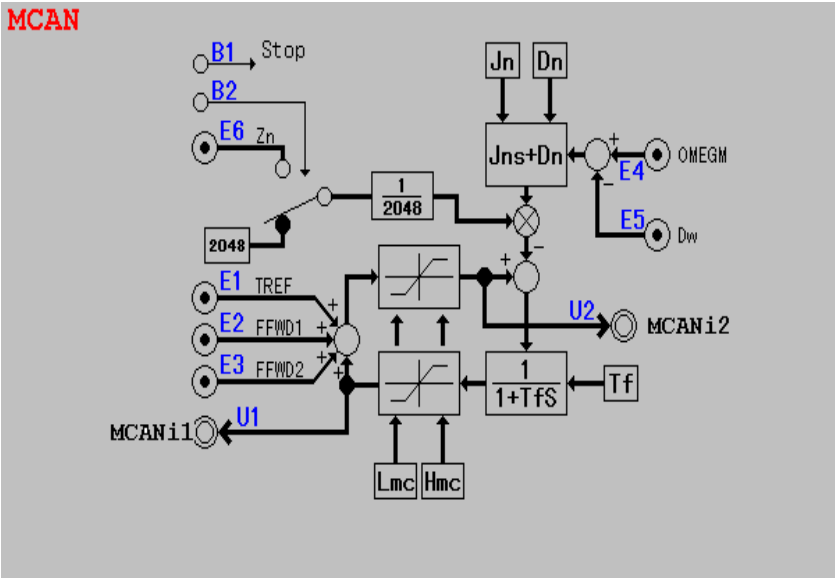 MCAN
B1 Stop
B2
E6 Zn
Jn Dn
Jns+Dn
+
-
E4 OMEGM
E5 Dw
1
2048
2048
-
+
E1 TREF
E2 FFWD1
E3 FFWD2
+
+
+
+
U2 MCANi2
1
1+TfS
Tf
MCANi1 U1
Lmc Hmc